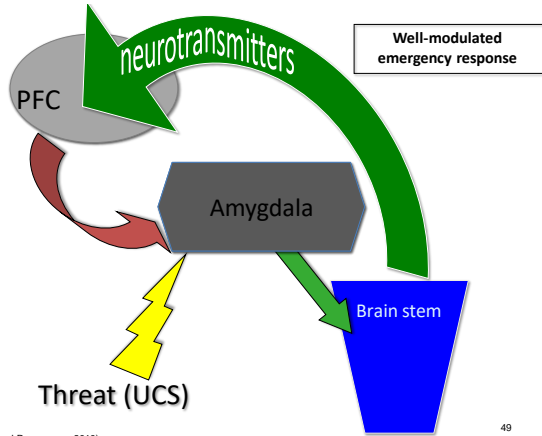 neurotransmitters
Well-modulated
emergency response
PFC
Amygdala
Brain stem
Threat (UCS)
49